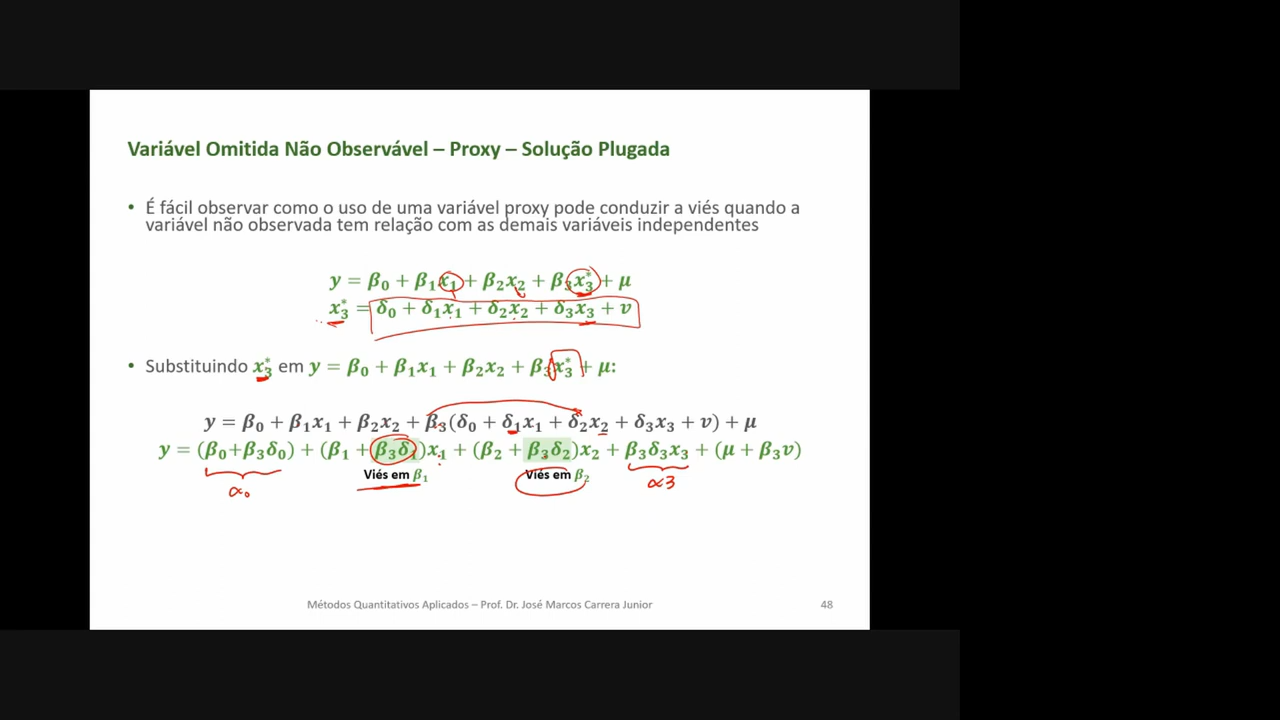 Variável Omitida Não Observável – Proxy – Solução Plugada
• É fácil observar como o uso de uma variável proxy pode conduzir a viés quando a
variável não observada tem relação com as demais variáveis independentes
y = β₀ + β₁x₁ + β₂x₂ + β₃x₃* + μ
x₃* = δ₀ + δ₁x₁ + δ₂x₂ + δ₃x₃ + v
• Substituindo x₃* em y = β₀ + β₁x₁ + β₂x₂ + β₃x₃* + μ:
y = β₀ + β₁x₁ + β₂x₂ + β₃(δ₀ + δ₁x₁ + δ₂x₂ + δ₃x₃ + v) + μ
y = (β₀+β₃δ₀) + (β₁ + β₃δ₁)x₁ + (β₂ + β₃δ₂)x₂ + β₃δ₃x₃ + (μ + β₃v)
Viés em β₁ Viés em β₂
α₀ α3
Métodos Quantitativos Aplicados – Prof. Dr. José Marcos Carrera Junior 48